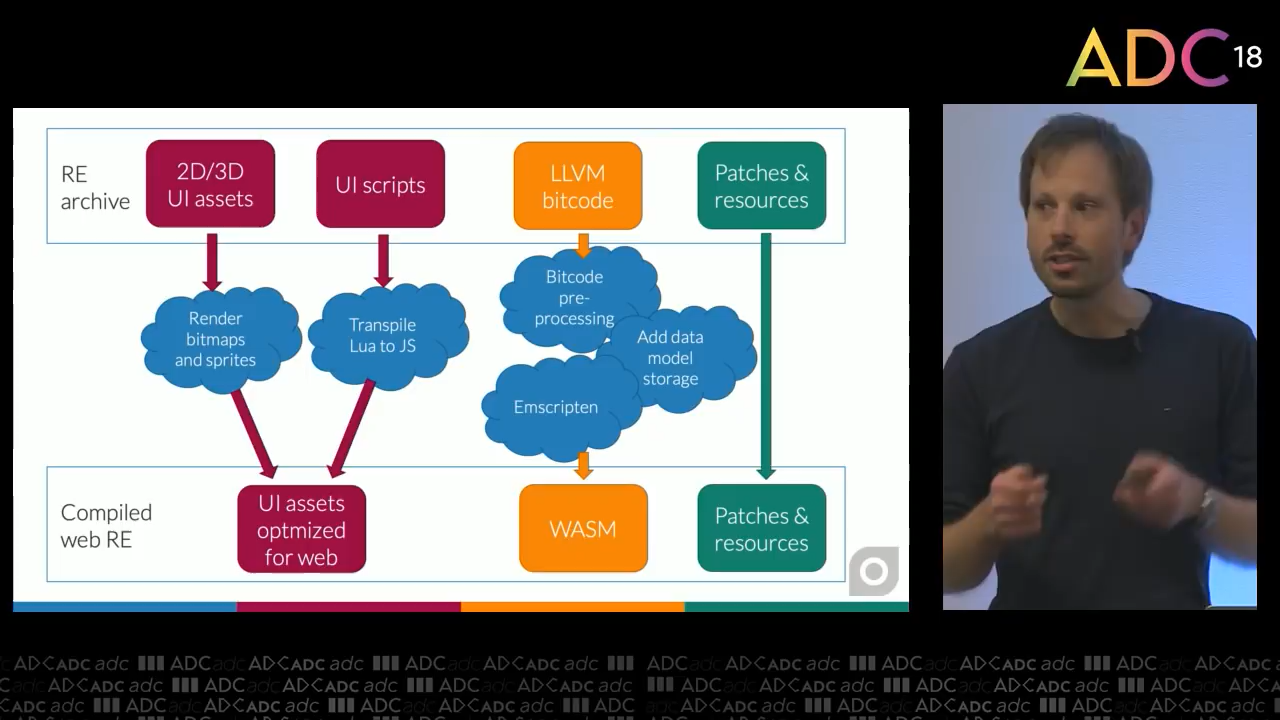 ADC 18
RE
archive
2D/3D
UI assets
UI scripts
LLVM
bitcode
Patches &
resources
Render
bitmaps
and sprites
Transpile
Lua to JS
Bitcode
pre-
processing
Add data
model
storage
Emscripten
Compiled
web RE
UI assets
optmized
for web
WASM
Patches &
resources